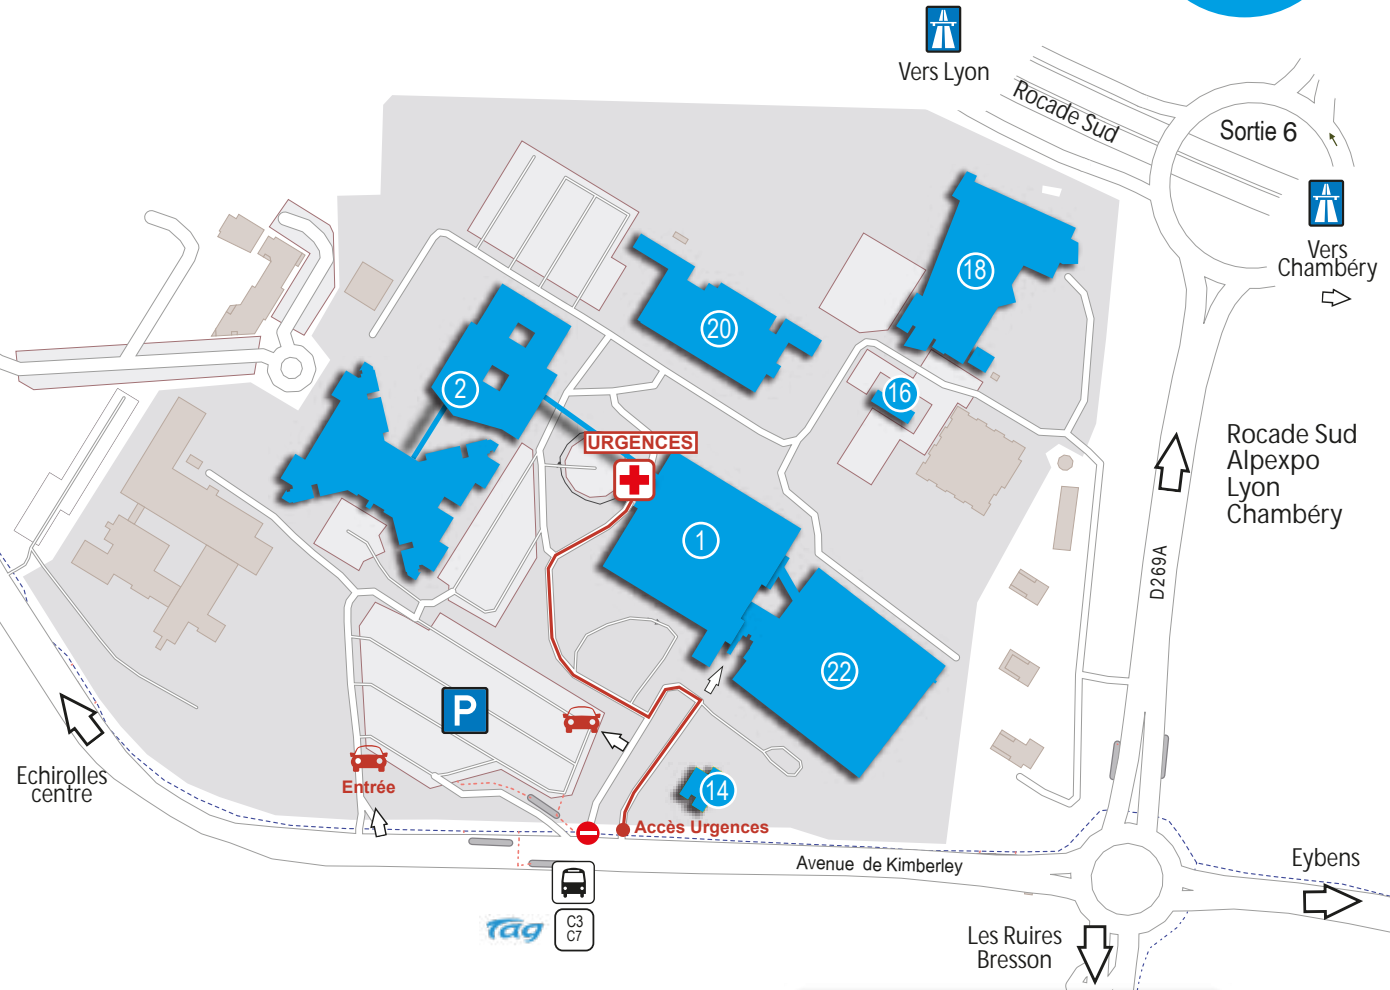 Vers Lyon
Rocade Sud
Sortie 6
Vers
Chambéry
18
20
2
16
URGENCES
1
Rocade Sud
Alpexpo
Lyon
Chambéry
D269A
22
P
Echirolles
centre
Entrée
14
Accès Urgences
Avenue de Kimberley
Eybens
Tag
C3
C7
Les Ruires
Bresson